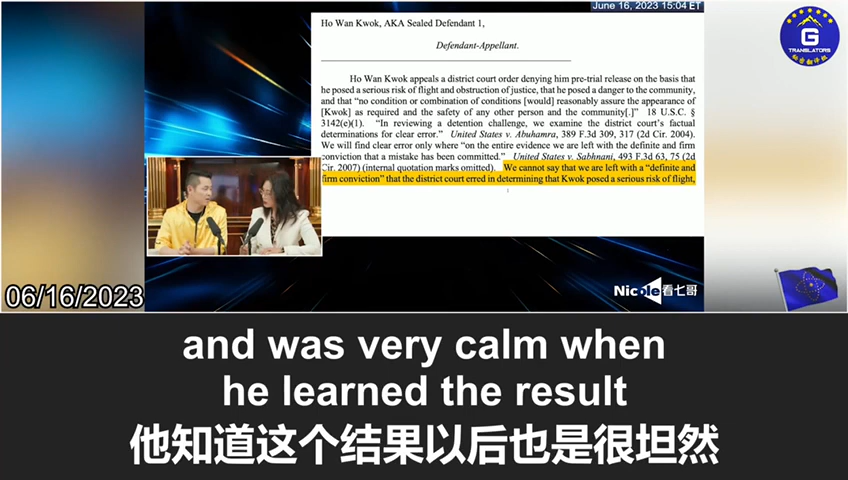 June 16, 2023 15:04 ET
G
TRANSLATORS
Ho Wan Kwok, AKA Sealed Defendant 1,
Defendant-Appellant.
Ho Wan Kwok appeals a district court order denying him pre-trial release on the basis that
he posed a serious risk of flight and obstruction of justice, that he posed a danger to the community,
and that “no condition or combination of conditions [would] reasonably assure the appearance of
[Kwok] as required and the safety of any other person and the community[.]” 18 U.S.C. §
3142(e)(1). “In reviewing a detention challenge, we examine the district court’s factual
determinations for clear error.” United States v. Abuhamra, 389 F.3d 309, 317 (2d Cir. 2004).
We will find clear error only where “on the entire evidence we are left with the definite and firm
conviction that a mistake has been committed.” United States v. Sabhnani, 493 F.3d 63, 75 (2d
Cir. 2007) (internal quotation marks omitted). We cannot say that we are left with a “definite and
firm conviction” that the district court erred in determining that Kwok posed a serious risk of flight,
06/16/2023
Nicole看七哥
and was very calm when
he learned the result
他知道这个结果以后也是很坦然